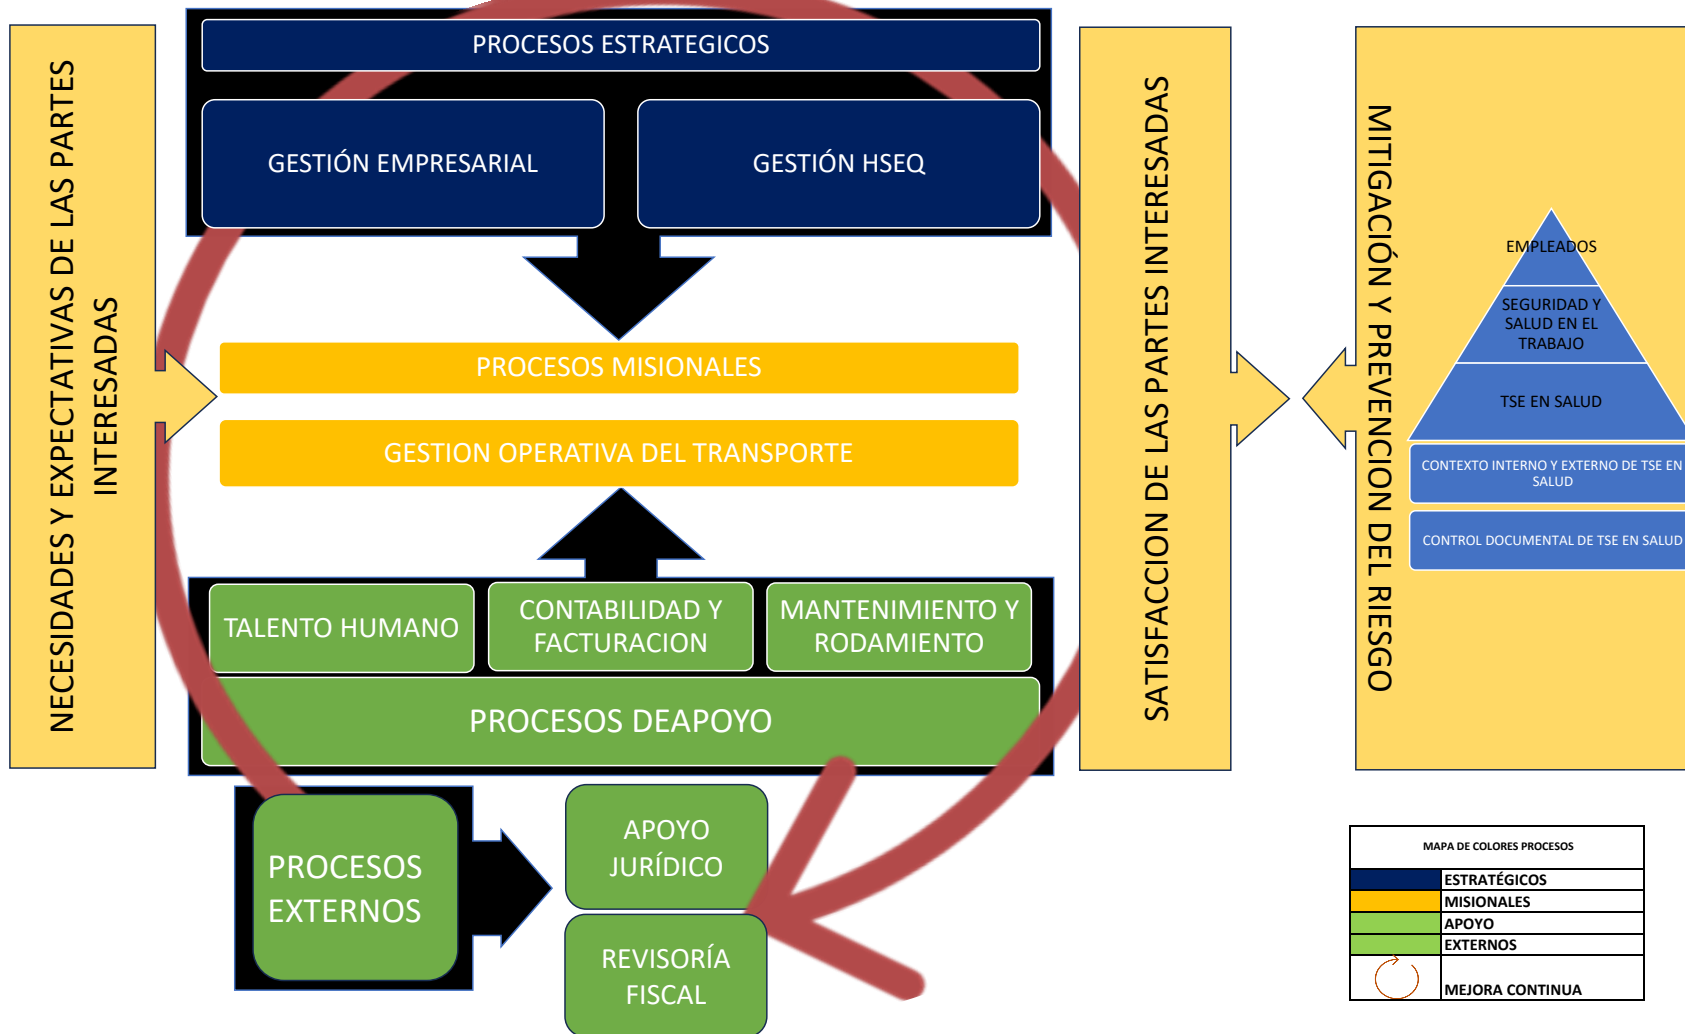 NECESIDADES Y EXPECTATIVAS DE LAS PARTES
INTERESADAS
PROCESOS ESTRATEGICOS
GESTIÓN EMPRESARIAL
GESTIÓN HSEQ
PROCESOS MISIONALES
GESTION OPERATIVA DEL TRANSPORTE
TALENTO HUMANO
CONTABILIDAD Y
FACTURACION
MANTENIMIENTO Y
RODAMIENTO
PROCESOS DEAPOYO
PROCESOS
EXTERNOS
APOYO
JURÍDICO
REVISORÍA
FISCAL
SATISFACCION DE LAS PARTES INTERESADAS
MITIGACIÓN Y PREVENCION DEL RIESGO
EMPLEADOS
SEGURIDAD Y
SALUD EN EL
TRABAJO
TSE EN SALUD
CONTEXTO INTERNO Y EXTERNO DE TSE EN
SALUD
CONTROL DOCUMENTAL DE TSE EN SALUD
MAPA DE COLORES PROCESOS
ESTRATÉGICOS
MISIONALES
APOYO
EXTERNOS
MEJORA CONTINUA